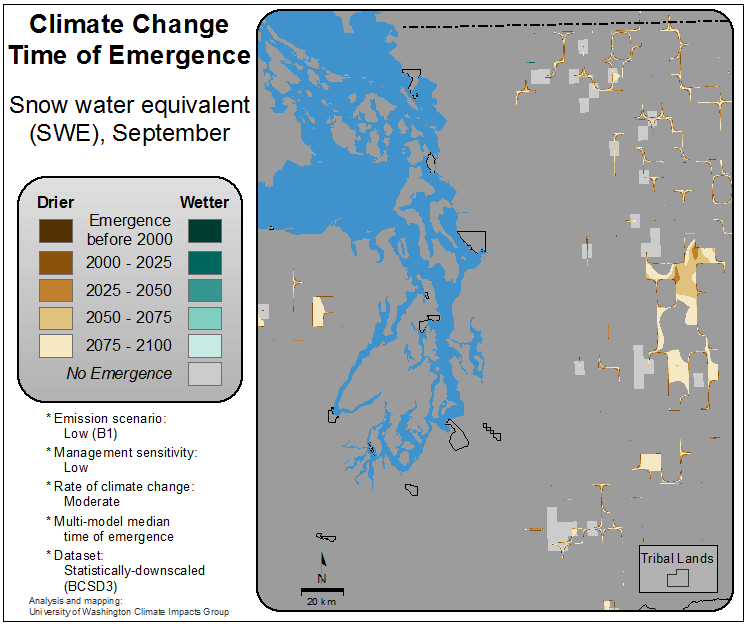 Climate Change
Time of Emergence
Snow water equivalent
(SWE), September
Drier
Wetter
Emergence
before 2000
2000 - 2025
2025 - 2050
2050 - 2075
2075 - 2100
No Emergence
* Emission scenario:
Low (B1)
* Management sensitivity:
Low
* Rate of climate change:
Moderate
* Multi-model median
time of emergence
* Dataset:
Statistically-downscaled
(BCSD3)
Analysis and mapping:
University of Washington Climate Impacts Group
N
20 km
Tribal Lands